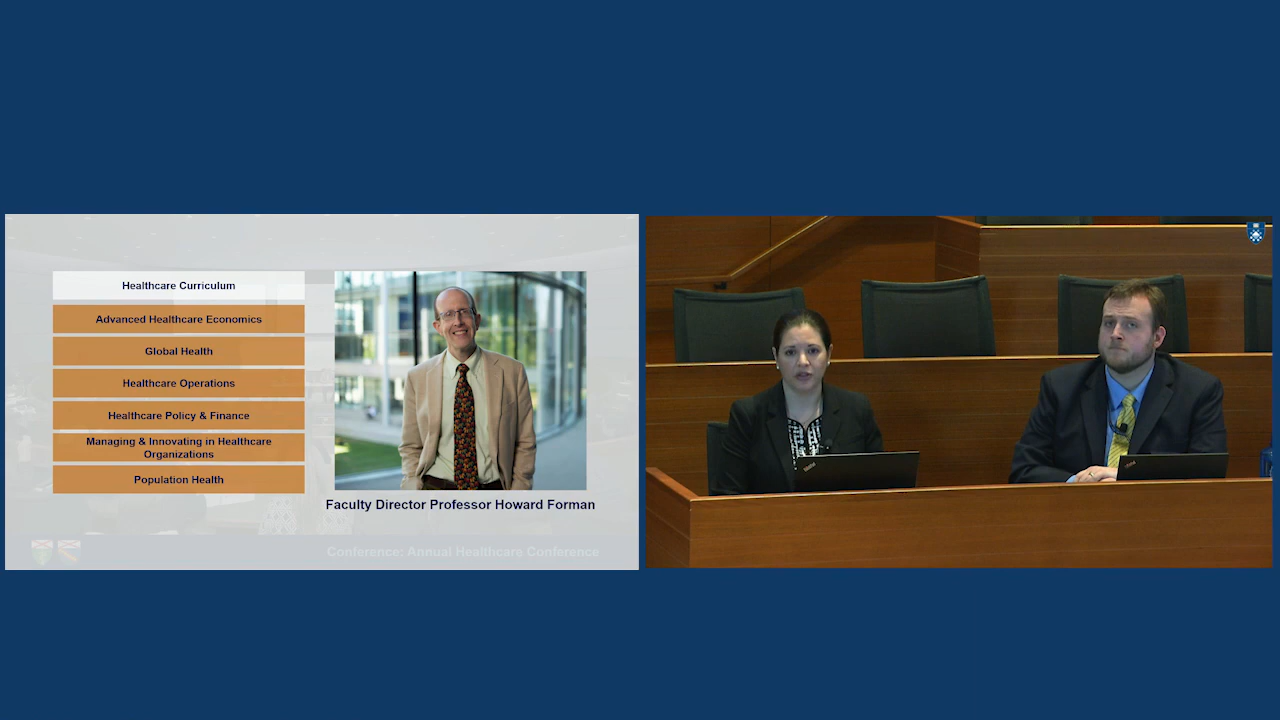 Healthcare Curriculum
Advanced Healthcare Economics
Global Health
Healthcare Operations
Healthcare Policy & Finance
Managing & Innovating in Healthcare
Organizations
Population Health
Faculty Director Professor Howard Forman
Conference: Annual Healthcare Conference